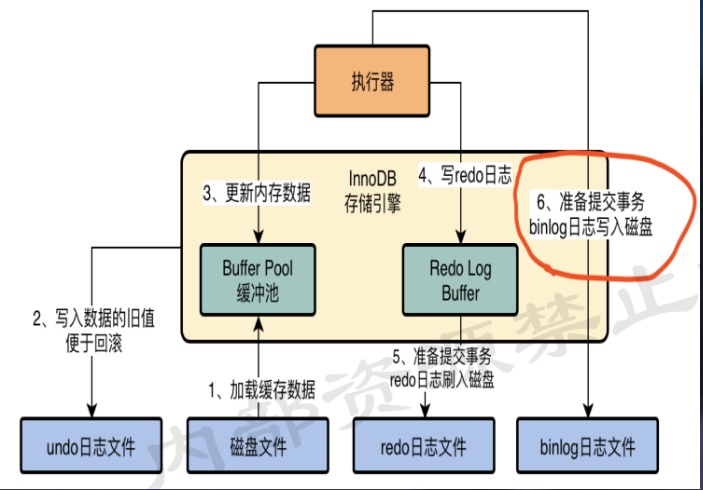 执行器
InnoDB
存储引擎
3、更新内存数据
4、写redo日志
6、准备提交事务
binlog日志写入磁盘
Buffer Pool
缓冲池
Redo Log
Buffer
2、写入数据的旧值
便于回滚
5、准备提交事务
redo日志刷入磁盘
1、加载缓存数据
undo日志文件
磁盘文件
redo日志文件
binlog日志文件
内部资源禁止